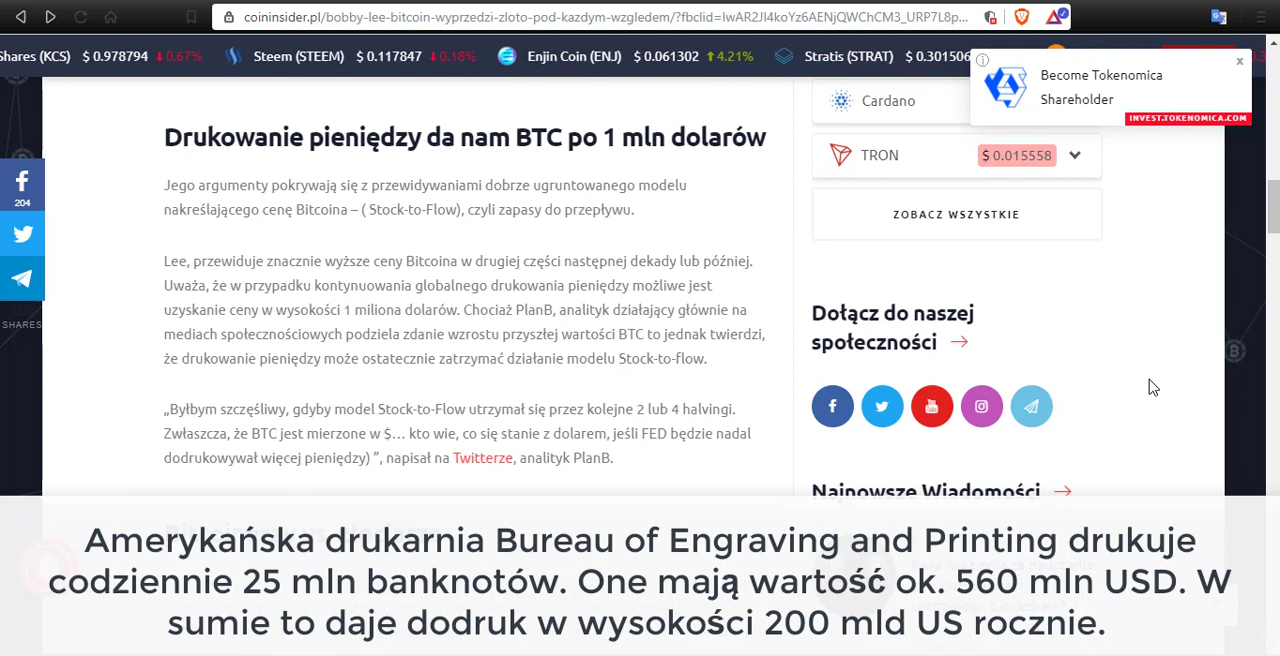 coininsider.pl/bobby-lee-bitcoin-wyprzedzi-zloto-pod-kazdym-wzgledem/?fbclid=IwAR2JI4koYz6AENjQWChCM3_URP7L8p...
Shares (KCS) $ 0.978794 0.67% Steem (STEEM) $ 0.117847 0.18% Enjin Coin (ENJ) $ 0.061302 4.21% Stratis (STRAT) $ 0.301506
Become Tokenomica
Shareholder
INVEST.TOKENOMICA.COM
x
204
SHARES
Drukowanie pieniędzy da nam BTC po 1 mln dolarów
Jego argumenty pokrywają się z przewidywaniami dobrze ugruntowanego modelu
nakreślającego cenę Bitcoina – ( Stock-to-Flow), czyli zapasy do przepływu.
Lee, przewiduje znacznie wyższe ceny Bitcoina w drugiej części następnej dekady lub później.
Uważa, że w przypadku kontynuowania globalnego drukowania pieniędzy możliwe jest
uzyskanie ceny w wysokości 1 miliona dolarów. Chociaż PlanB, analityk działający głównie na
mediach społecznościowych podziela zdanie wzrostu przyszłej wartości BTC to jednak twierdzi,
że drukowanie pieniędzy może ostatecznie zatrzymać działanie modelu Stock-to-flow.
„Byłbym szczęśliwy, gdyby model Stock-to-Flow utrzymał się przez kolejne 2 lub 4 halvingi.
Zwłaszcza, że BTC jest mierzone w $... kto wie, co się stanie z dolarem, jeśli FED będzie nadal
dodrukowywał więcej pieniędzy) ”, napisał na Twitterze, analityk PlanB.
Cardano
TRON $ 0.015558
ZOBACZ WSZYSTKIE
Dołącz do naszej
społeczności
Najnowsze Wiadomości
Amerykańska drukarnia Bureau of Engraving and Printing drukuje
codziennie 25 mln banknotów. One mają wartość ok. 560 mln USD. W
sumie to daje dodruk w wysokości 200 mld US rocznie.